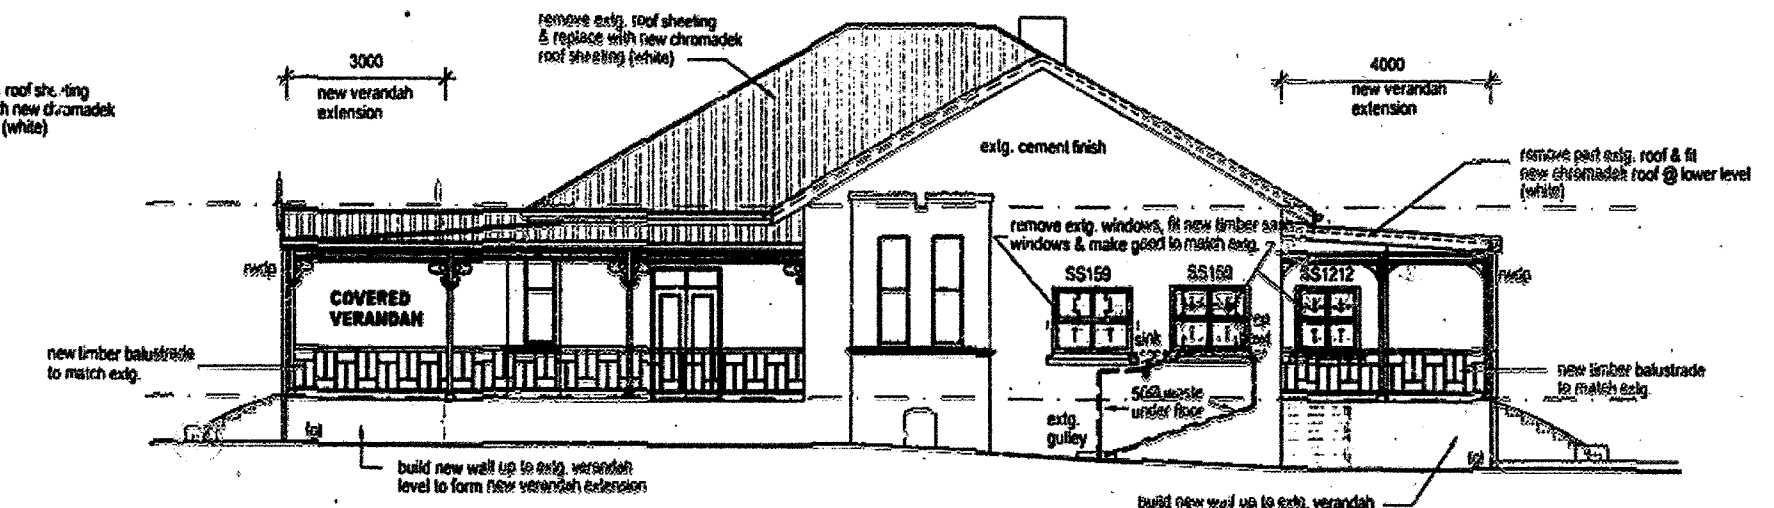 remove extg. roof sheeting
& replace with new chromadek
roof sheeting (white)
3000
new verandah
extension
4000
new verandah
extension
roof sheeting
new chromadek
(white)
extg. cement finish
remove part extg. roof & fit
new chromadek roof @ lower level
(white)
remove extg. windows, fit new timber
windows & make good to match extg.
rwdp
SS159
SS159
SS1212
rwdp
COVERED
VERANDAH
sink
new timber balustrade
to match extg.
new timber balustrade
to match extg.
waste
under floor
extg.
gulley
fgl
fgl
build new wall up to extg. verandah
level to form new verandah extension
build new wall up to extg. verandah